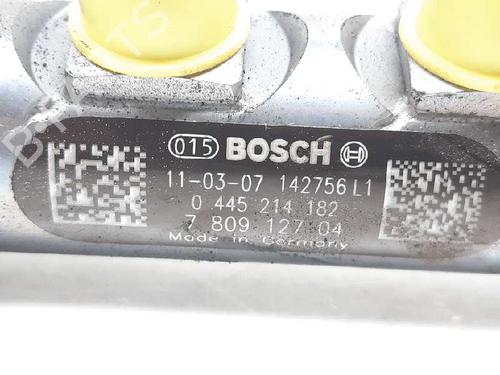 015 BOSCH
11-03-07 142756 L1
0 445 214 182
7 809 127 04
Made in Germany